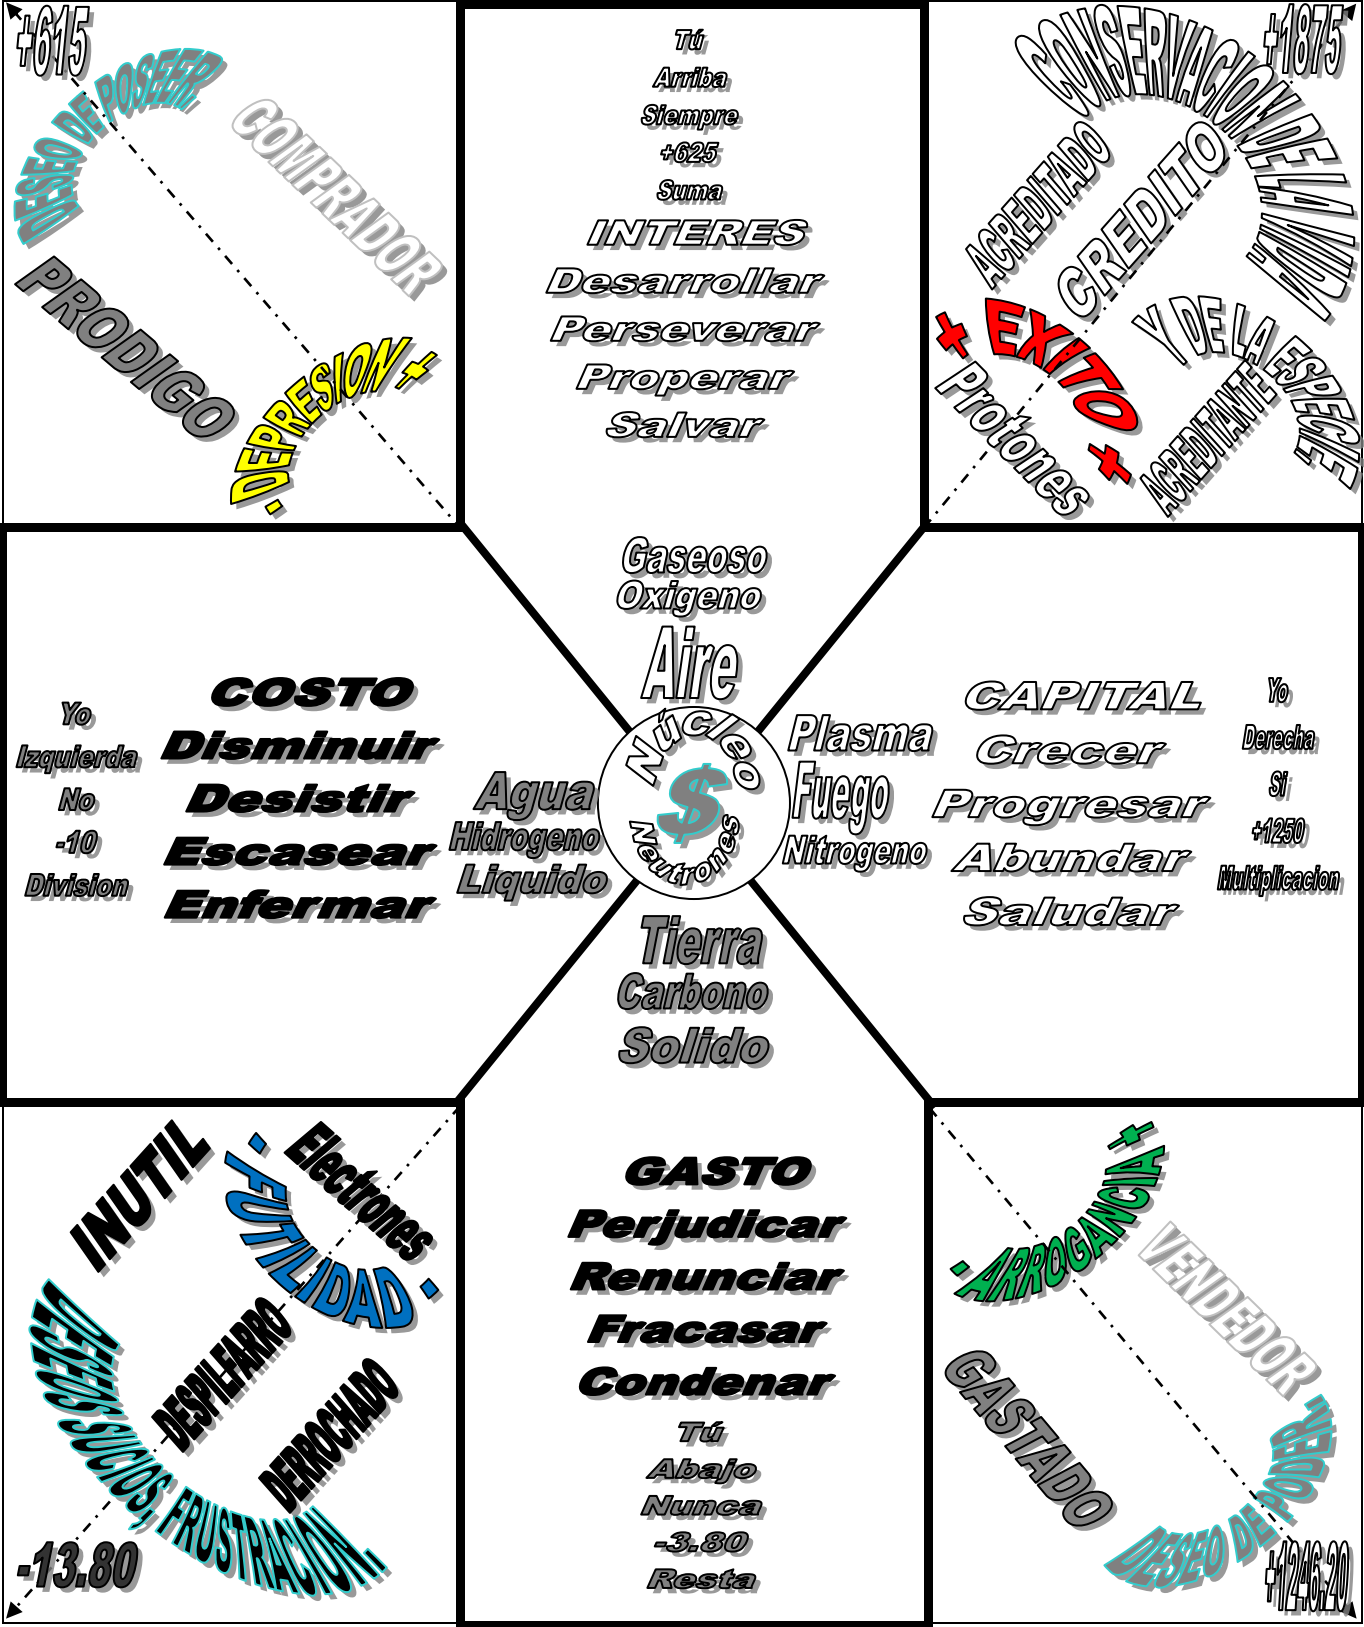 +615
DESEO DE POSEER
COMPRADOR
PRODIGO
- DEPRESION +
Tú
Arriba
Siempre
+625
Suma
INTERES
Desarrollar
Perseverar
Properar
Salvar
Gaseoso
Oxigeno
Aire
+1875
CONSERVACION DE LA VIDA
ACREDITADO
CREDITO
+ EXITO +
Protones
Y DE LA ESPECIE
ACREDITANTE
Yo
Izquierda
No
-10
Division
COSTO
Disminuir
Desistir
Escasear
Enfermar
Agua
Hidrogeno
Liquido
Núcleo
$
Neutrones
Plasma
Fuego
Nitrogeno
CAPITAL
Crecer
Progresar
Abundar
Saludar
Yo
Derecha
Si
+1250
Multiplicacion
Tierra
Carbono
Solido
INUTIL
- FUTILIDAD -
Electrones
DESPILFARRO
DERROCHADO
DESEOS SUCIOS, FRUSTRACION.
-13.80
GASTO
Perjudicar
Renunciar
Fracasar
Condenar
Tú
Abajo
Nunca
-3.80
Resta
- ARROGANCIA +
VENDEDOR
GASTADO
DESEO DE PODER
+1246.20